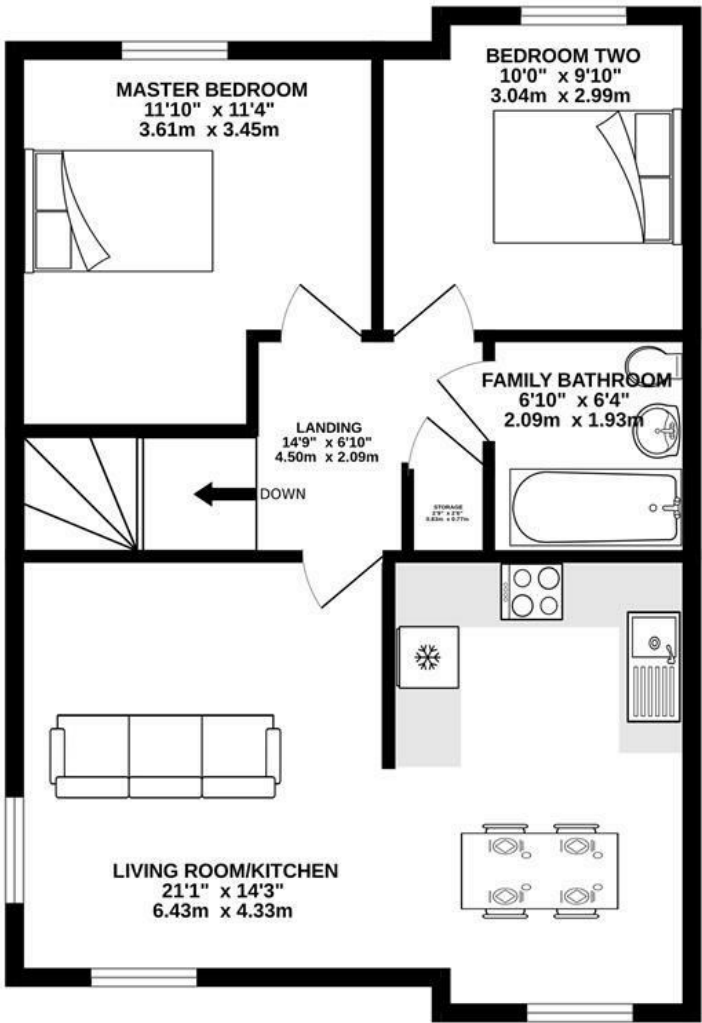 MASTER BEDROOM
11'10" x 11'4"
3.61m x 3.45m
BEDROOM TWO
10'0" x 9'10"
3.04m x 2.99m
FAMILY BATHROOM
6'10" x 6'4"
2.09m x 1.93m
LANDING
14'9" x 6'10"
4.50m x 2.09m
DOWN
STORAGE
LIVING ROOM/KITCHEN
21'1" x 14'3"
6.43m x 4.33m